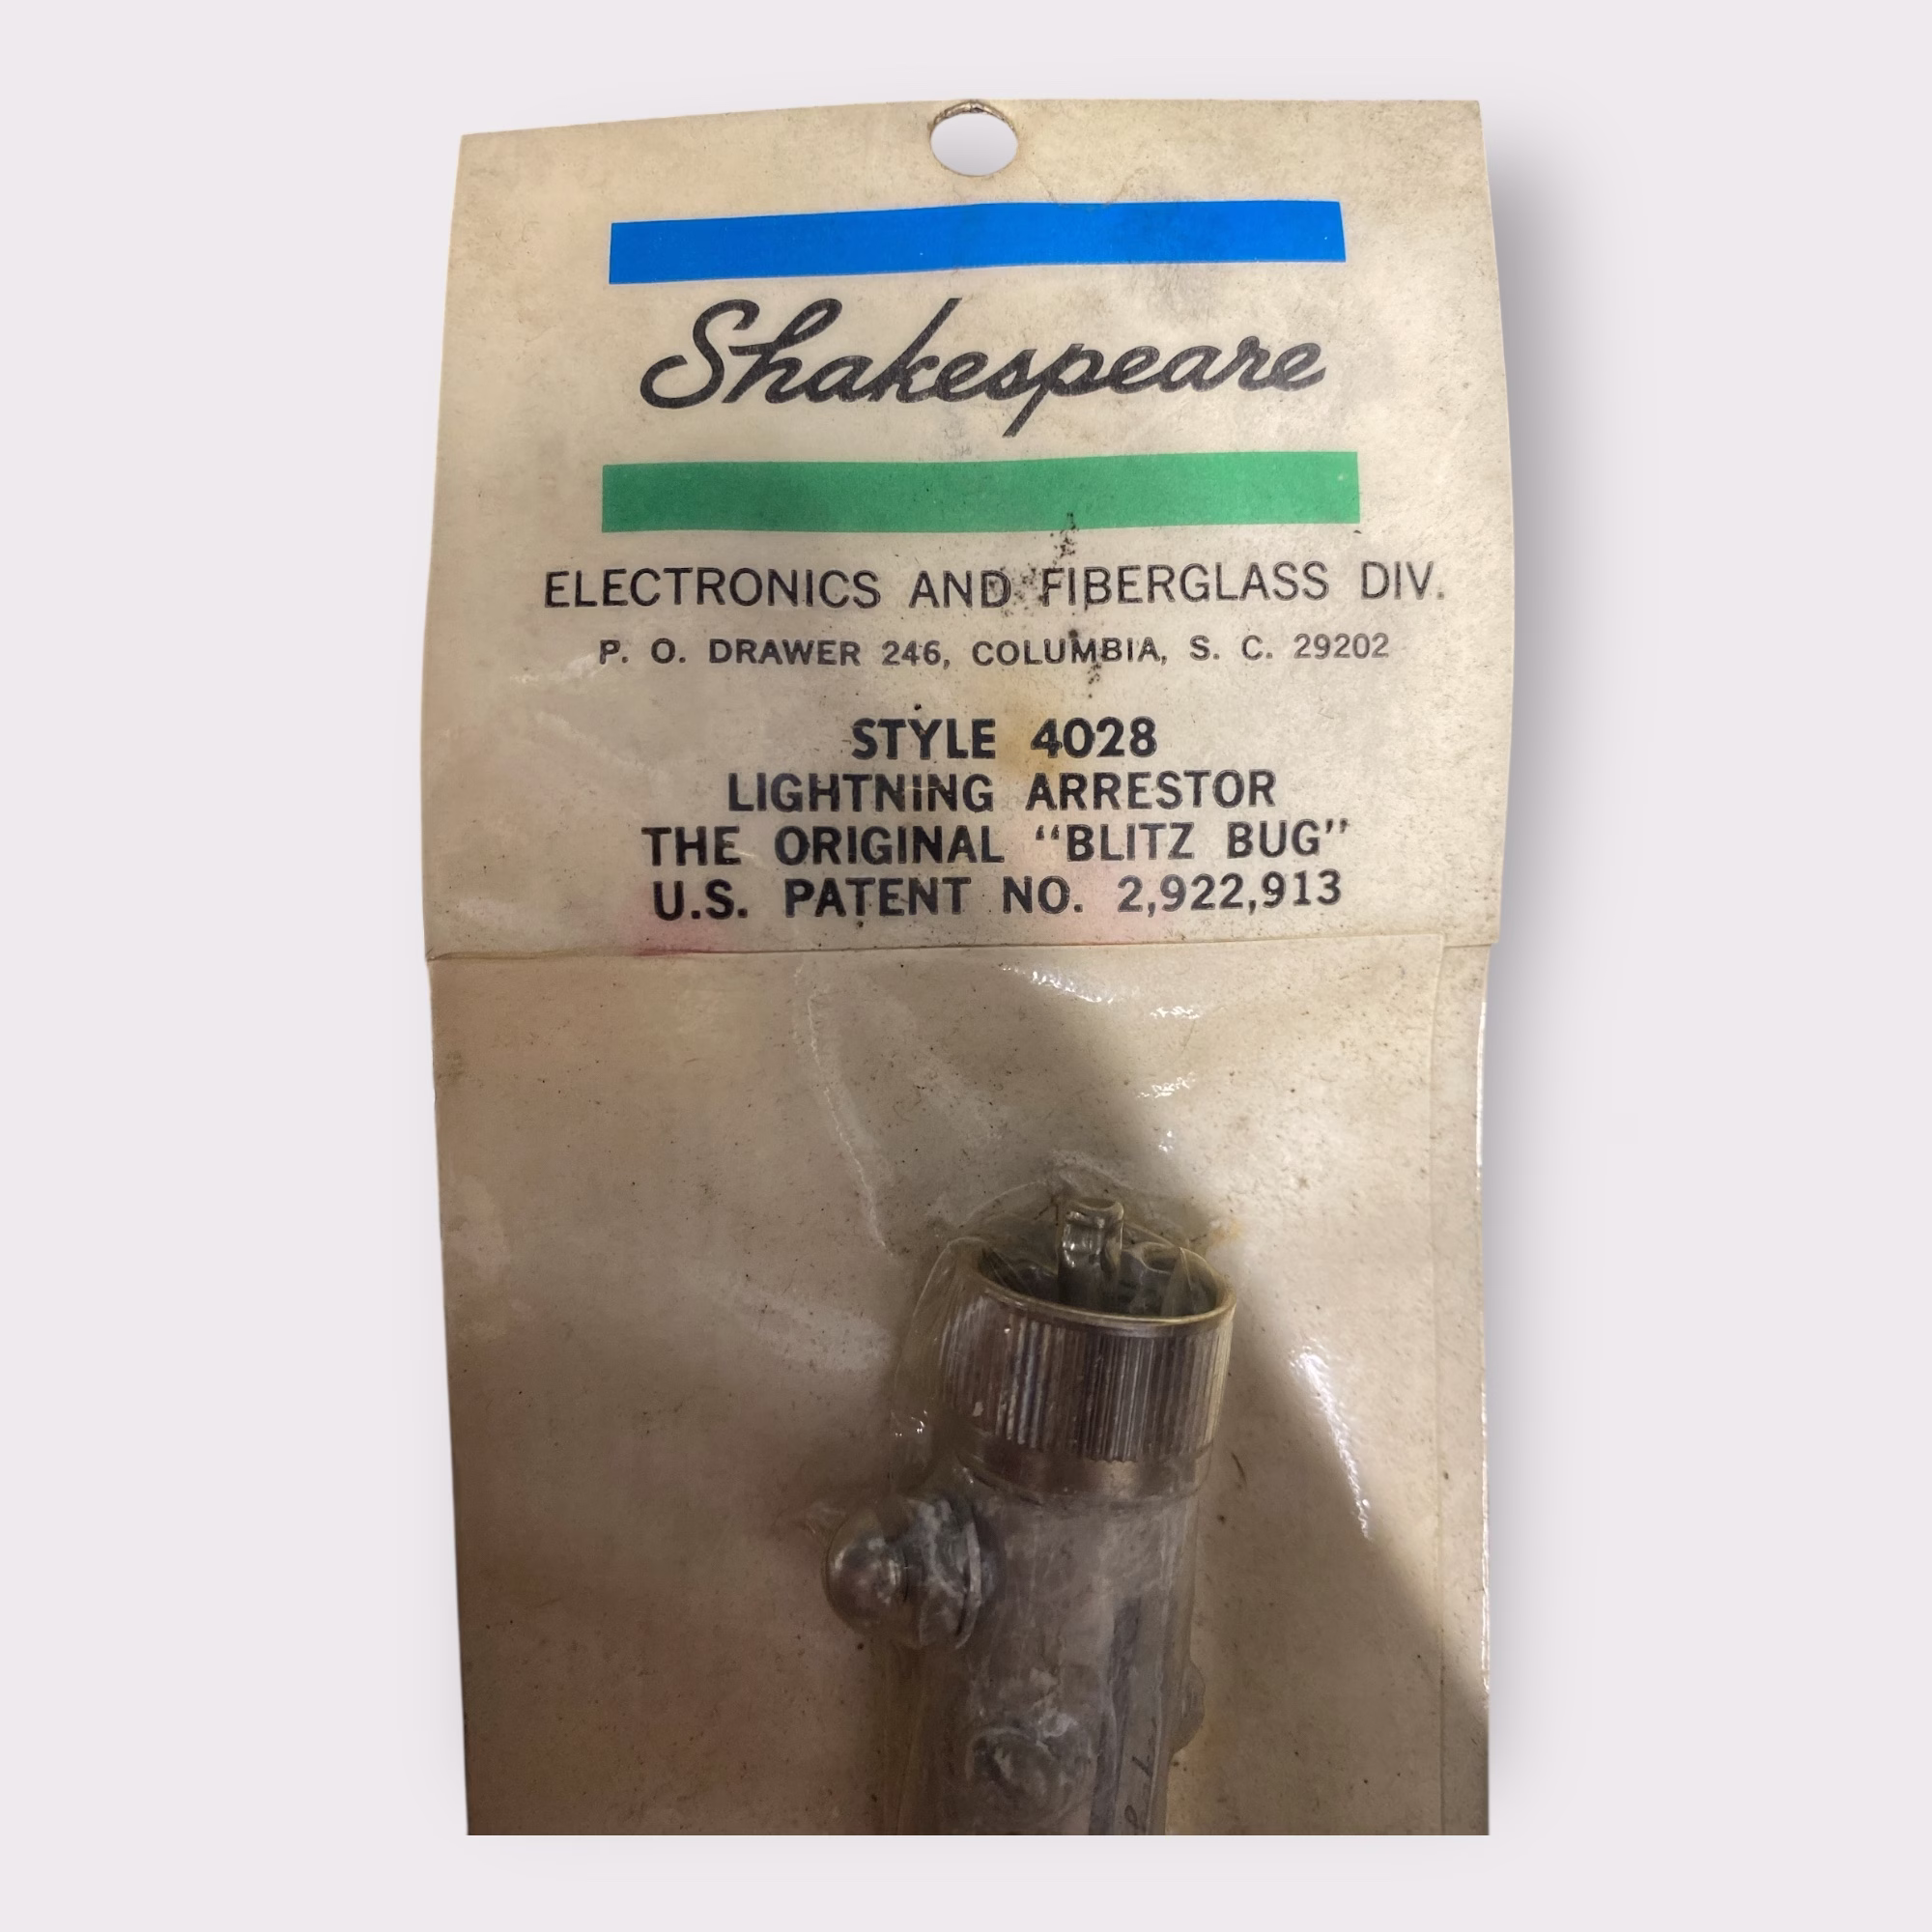 Shakespeare
ELECTRONICS AND FIBERGLASS DIV.
P. O. DRAWER 246, COLUMBIA, S. C. 29202
STYLE 4028
LIGHTNING ARRESTOR
THE ORIGINAL “BLITZ BUG”
U.S. PATENT NO. 2,922,913